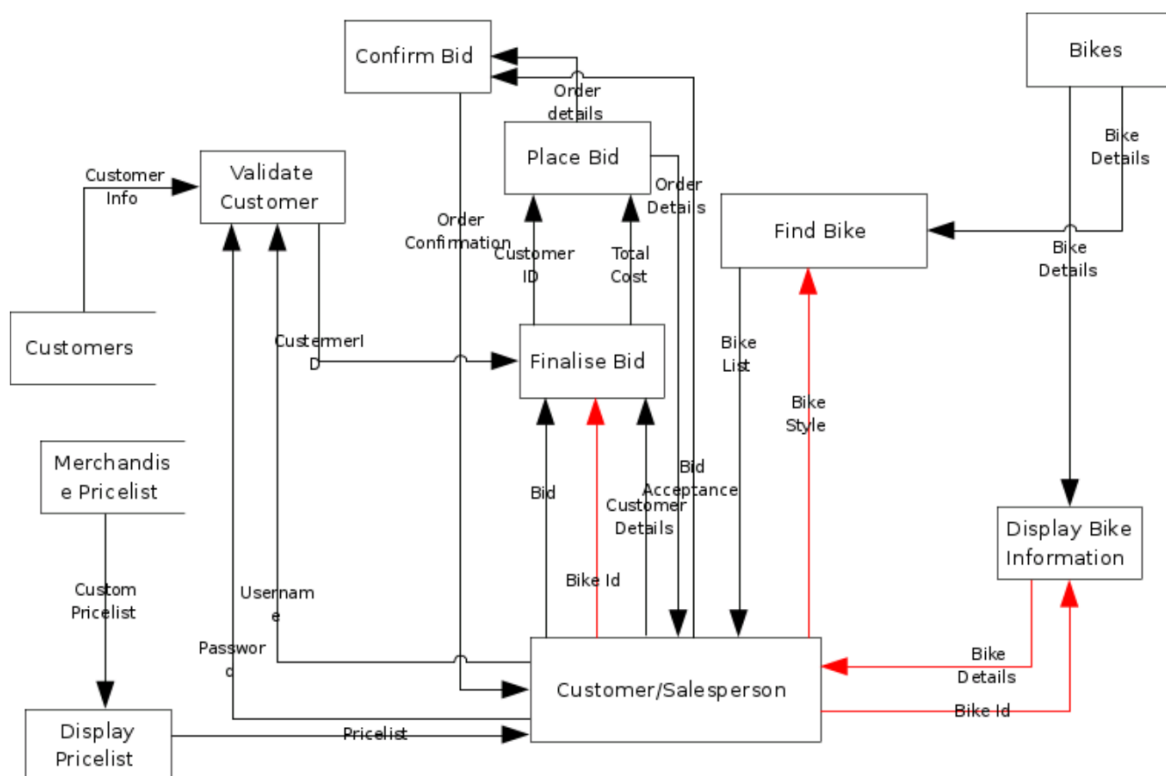 Confirm Bid
Bikes
Order
details
Bike
Details
Place Bid
Validate
Customer
Customer
Info
Order
Details
Order
Confirmation
Find Bike
Customer
ID
Total
Cost
Bike
Details
Customers
CustermerI
D
Finalise Bid
Bike
List
Bike
Style
Merchandis
e Pricelist
Bid
Bid
Acceptance
Customer
Details
Display Bike
Information
Custom
Pricelist
Usernam
e
Bike Id
Passwor
d
Bike
Details
Customer/Salesperson
Bike Id
Display
Pricelist
Pricelist